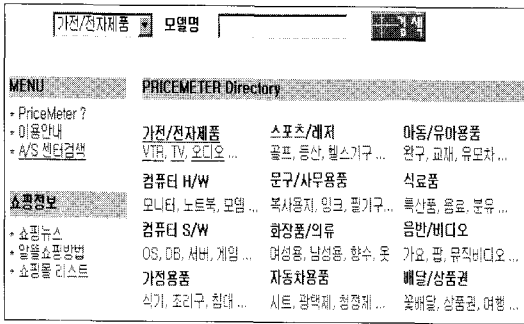 가전/전자제품 모델명 검색
MENU
PRICEMETER Directory
* PriceMeter ?
* 이용안내
* A/S 센터검색
쇼핑정보
* 쇼핑뉴스
* 알뜰쇼핑방법
* 쇼핑몰 리스트
가전/전자제품
VTR, TV, 오디오 ...
스포츠/레저
골프, 등산, 헬스기구 ...
아동/유아용품
완구, 교재, 유모차 ...
컴퓨터 H/W
모니터, 노트북, 모뎀 ...
문구/사무용품
복사용지, 잉크, 필기구...
식료품
특산품, 음료, 분유 ...
컴퓨터 S/W
OS, DB, 서버, 게임 ...
화장품/의류
여성용, 남성용, 향수, 옷
음반/비디오
가요, 팝, 뮤직비디오 ...
가정용품
식기, 조리구, 침대 ...
자동차용품
시트, 광택제, 청정제 ...
배달/상품권
꽃배달, 상품권, 여행 ...